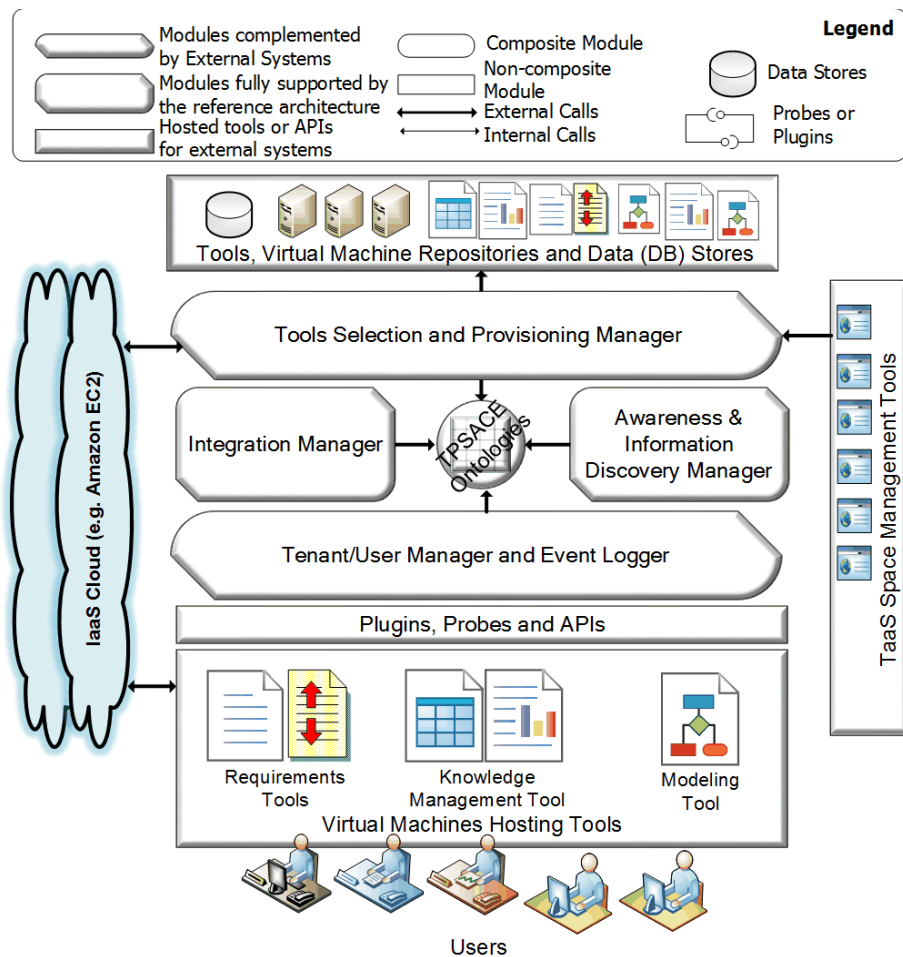 Legend
Modules complemented
by External Systems
Modules fully supported by
the reference architecture
Hosted tools or APIs
for external systems
Composite Module
Non-composite
Module
External Calls
Internal Calls
Data Stores
Probes or
Plugins
Tools, Virtual Machine Repositories and Data (DB) Stores
Tools Selection and Provisioning Manager
IaaS Cloud (e.g. Amazon EC2)
Integration Manager
TPSACE
Ontologies
Awareness &
Information
Discovery Manager
TaaS Space Management Tools
Tenant/User Manager and Event Logger
Plugins, Probes and APIs
Requirements
Tools
Knowledge
Management Tool
Modeling
Tool
Virtual Machines Hosting Tools
Users